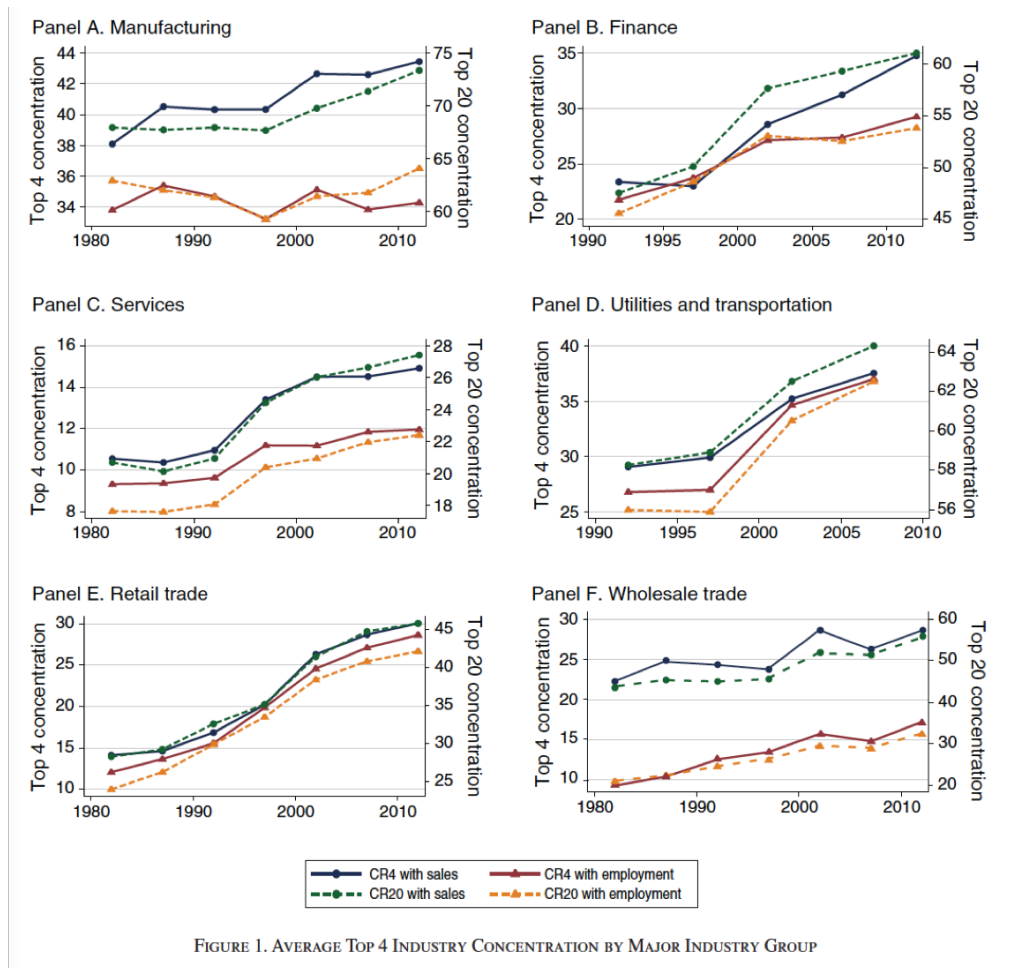 Panel A. Manufacturing
Top 4 concentration
44
42
40
38
36
34
75
70
65
60
Top 20 concentration
1980 1990 2000 2010
Panel B. Finance
Top 4 concentration
35
30
25
20
60
55
50
45
Top 20 concentration
1990 1995 2000 2005 2010
Panel C. Services
Top 4 concentration
16
14
12
10
8
28
26
24
22
20
18
Top 20 concentration
1980 1990 2000 2010
Panel D. Utilities and transportation
Top 4 concentration
40
35
30
25
64
62
60
58
56
Top 20 concentration
1990 1995 2000 2005 2010
Panel E. Retail trade
Top 4 concentration
30
25
20
15
10
45
40
35
30
25
Top 20 concentration
1980 1990 2000 2010
Panel F. Wholesale trade
Top 4 concentration
30
25
20
15
10
60
50
40
30
20
Top 20 concentration
1980 1990 2000 2010
CR4 with sales CR4 with employment
CR20 with sales CR20 with employment
FIGURE 1. AVERAGE TOP 4 INDUSTRY CONCENTRATION BY MAJOR INDUSTRY GROUP